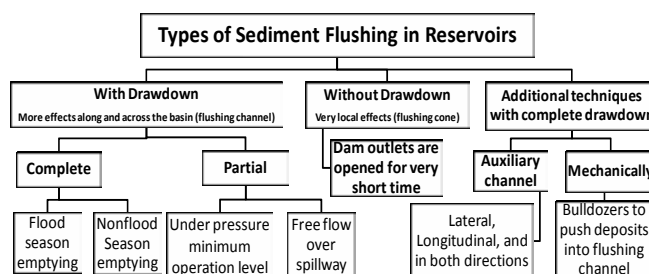 Types of Sediment Flushing in Reservoirs
With Drawdown
More effects along and across the basin (flushing channel)
Without Drawdown
Very local effects (flushing cone)
Additional techniques
with complete drawdown
Complete
Partial
Dam outlets are
opened for very
short time
Auxiliary
channel
Mechanically
Flood
season
emptying
Nonflood
Season
emptying
Under pressure
minimum
operation level
Free flow
over
spillway
Lateral,
Longitudinal, and
in both directions
Bulldozers to
push deposits
into flushing
channel